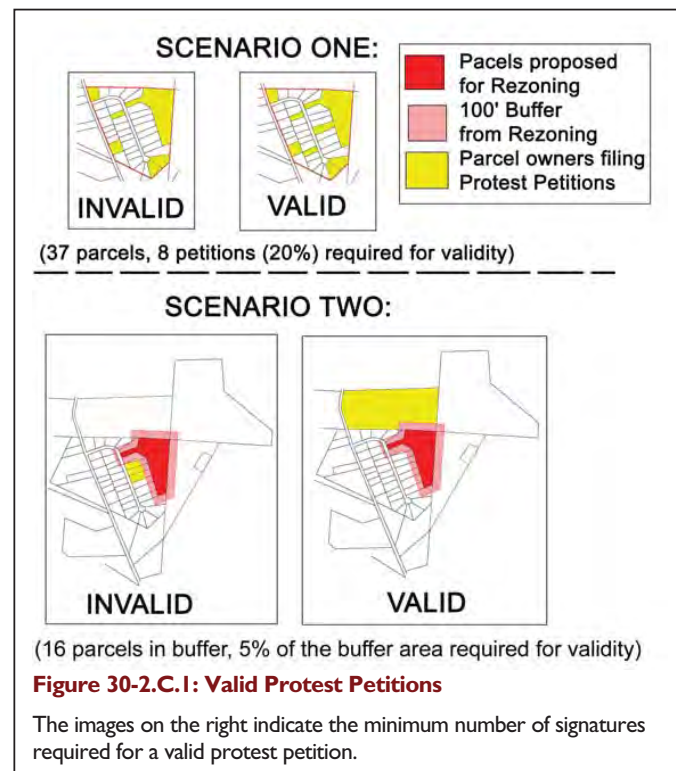 SCENARIO ONE:
Pacels proposed
for Rezoning
100' Buffer
from Rezoning
Parcel owners filing
Protest Petitions
INVALID
VALID
(37 parcels, 8 petitions (20%) required for validity)
SCENARIO TWO:
INVALID
VALID
(16 parcels in buffer, 5% of the buffer area required for validity)
Figure 30-2.C.1: Valid Protest Petitions
The images on the right indicate the minimum number of signatures
required for a valid protest petition.